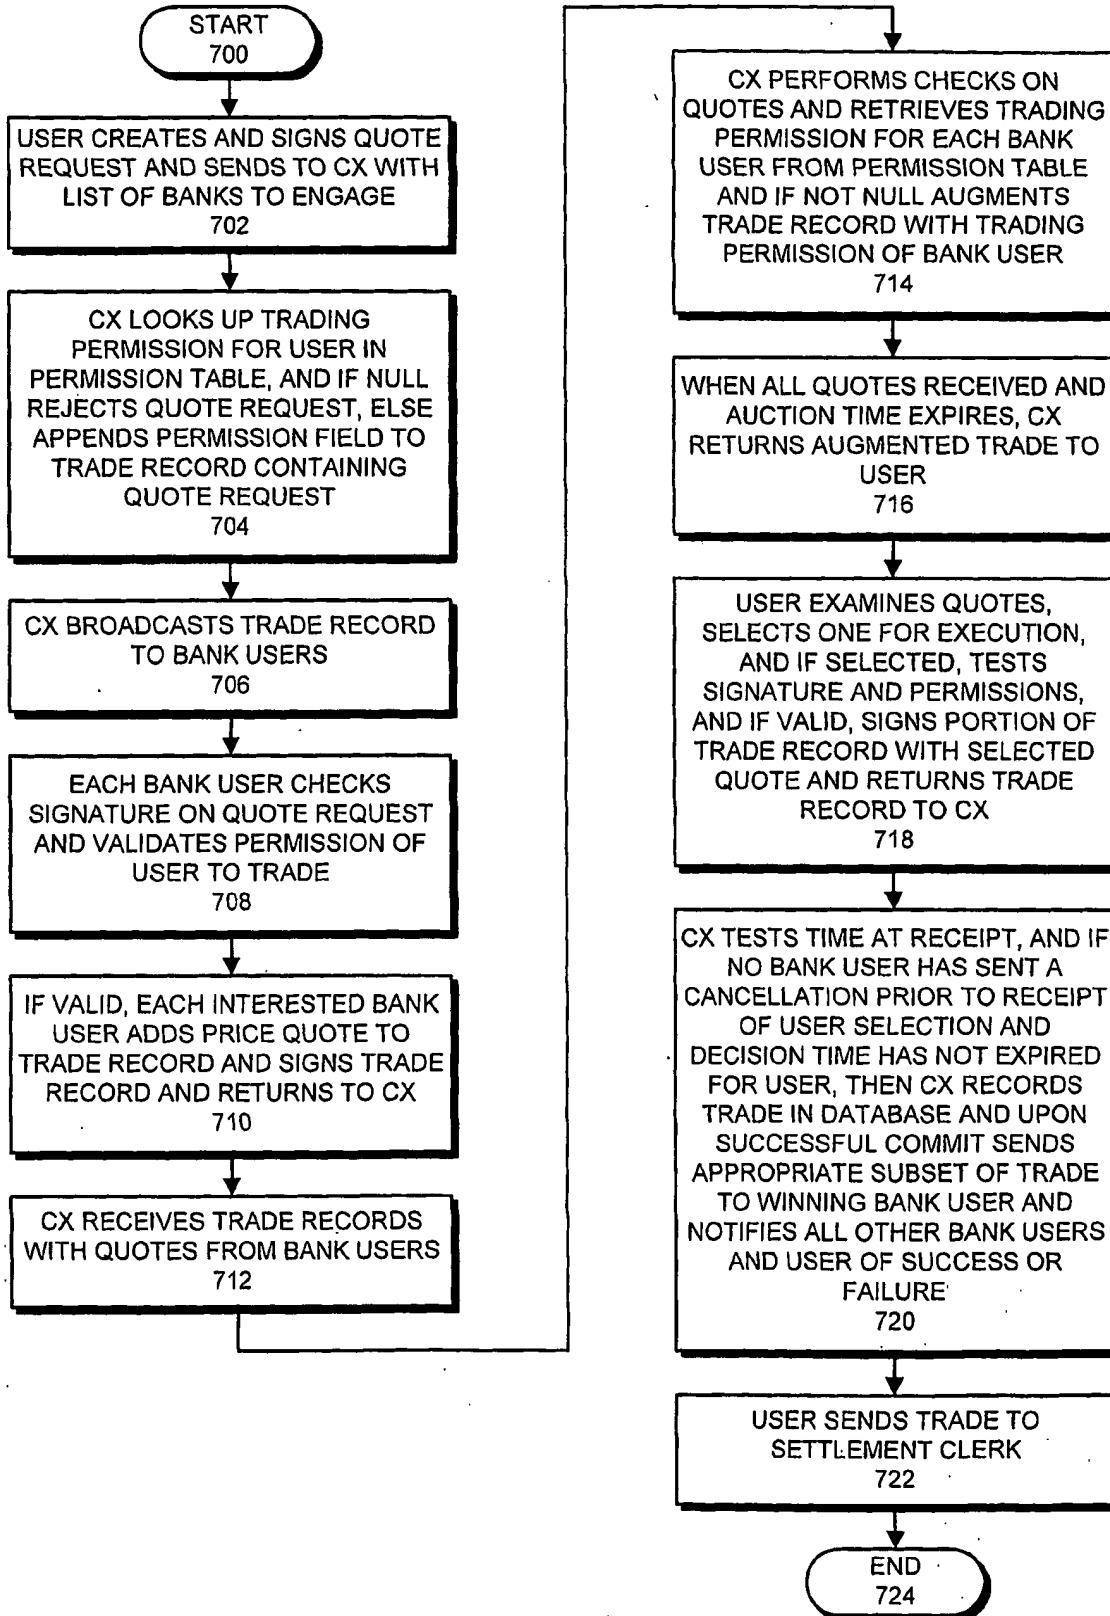 START
700
USER CREATES AND SIGNS QUOTE
REQUEST AND SENDS TO CX WITH
LIST OF BANKS TO ENGAGE
702
CX LOOKS UP TRADING
PERMISSION FOR USER IN
PERMISSION TABLE, AND IF NULL
REJECTS QUOTE REQUEST, ELSE
APPENDS PERMISSION FIELD TO
TRADE RECORD CONTAINING
QUOTE REQUEST
704
CX BROADCASTS TRADE RECORD
TO BANK USERS
706
EACH BANK USER CHECKS
SIGNATURE ON QUOTE REQUEST
AND VALIDATES PERMISSION OF
USER TO TRADE
708
IF VALID, EACH INTERESTED BANK
USER ADDS PRICE QUOTE TO
TRADE RECORD AND SIGNS TRADE
RECORD AND RETURNS TO CX
710
CX RECEIVES TRADE RECORDS
WITH QUOTES FROM BANK USERS
712
CX PERFORMS CHECKS ON
QUOTES AND RETRIEVES TRADING
PERMISSION FOR EACH BANK
USER FROM PERMISSION TABLE
AND IF NOT NULL AUGMENTS
TRADE RECORD WITH TRADING
PERMISSION OF BANK USER
714
WHEN ALL QUOTES RECEIVED AND
AUCTION TIME EXPIRES, CX
RETURNS AUGMENTED TRADE TO
USER
716
USER EXAMINES QUOTES,
SELECTS ONE FOR EXECUTION,
AND IF SELECTED, TESTS
SIGNATURE AND PERMISSIONS,
AND IF VALID, SIGNS PORTION OF
TRADE RECORD WITH SELECTED
QUOTE AND RETURNS TRADE
RECORD TO CX
718
CX TESTS TIME AT RECEIPT, AND IF
NO BANK USER HAS SENT A
CANCELLATION PRIOR TO RECEIPT
OF USER SELECTION AND
DECISION TIME HAS NOT EXPIRED
FOR USER, THEN CX RECORDS
TRADE IN DATABASE AND UPON
SUCCESSFUL COMMIT SENDS
APPROPRIATE SUBSET OF TRADE
TO WINNING BANK USER AND
NOTIFIES ALL OTHER BANK USERS
AND USER OF SUCCESS OR
FAILURE
720
USER SENDS TRADE TO
SETTLEMENT CLERK
722
END
724